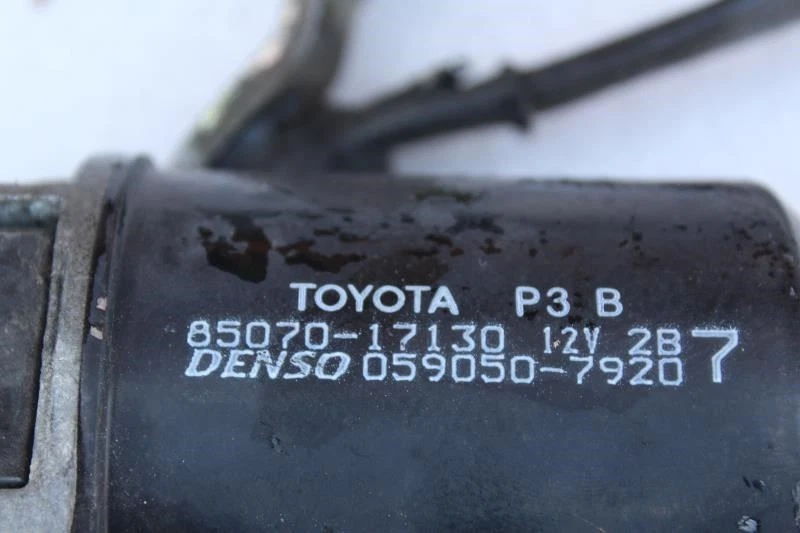 TOYOTA P3 B
85070-17130 12V 2B 7
DENSO 059050-7920